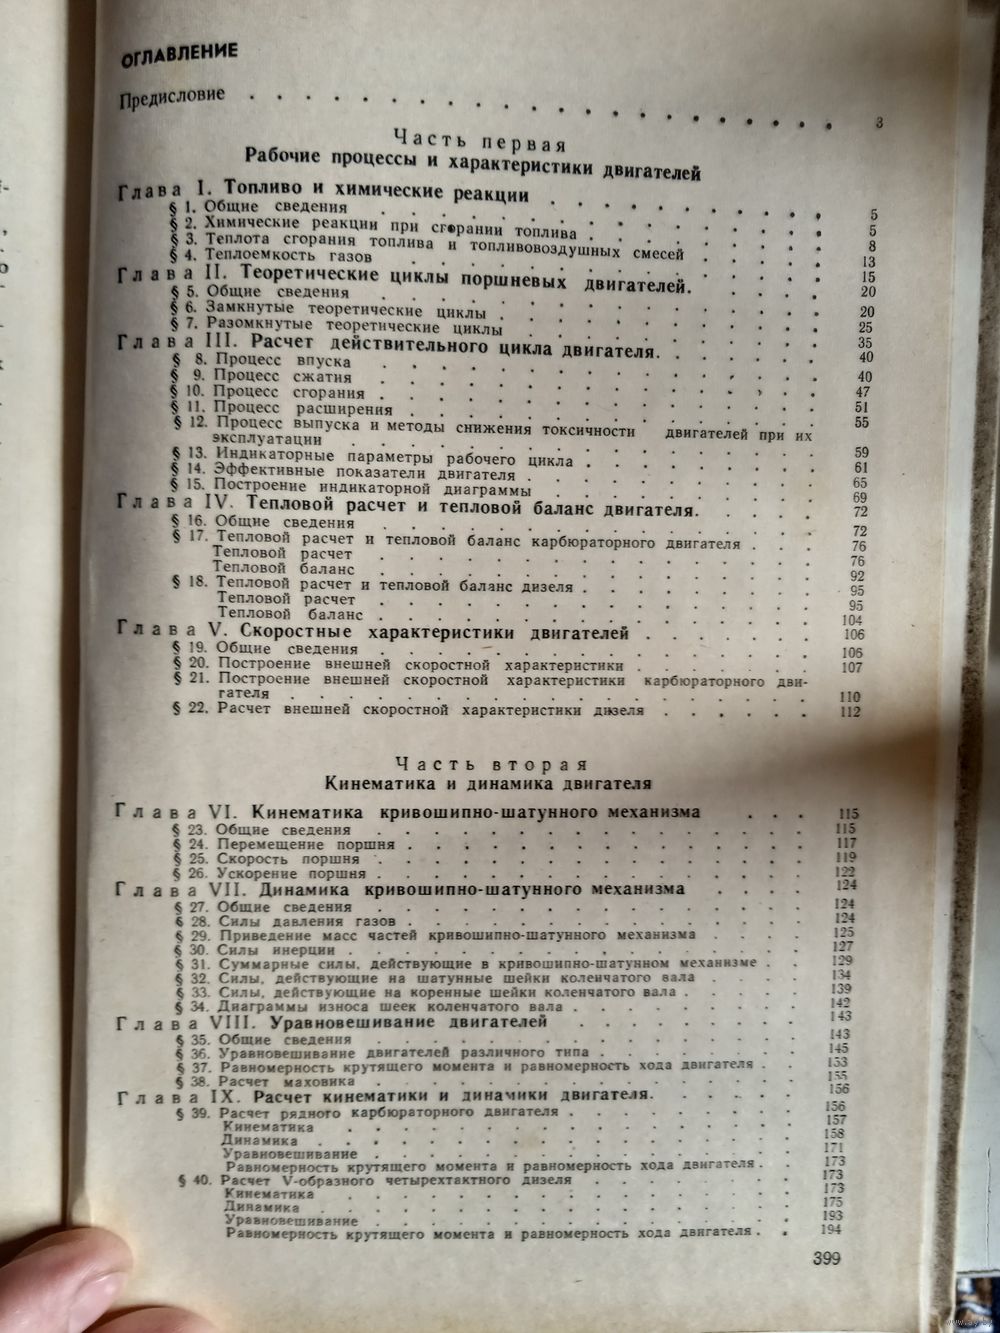 ОГЛАВЛЕНИЕ
Предисловие . . . . . . . . . . . . . . . . . . . . 3
Часть первая
Рабочие процессы и характеристики двигателей
Глава I. Топливо и химические реакции . . . . . . . . . . 5
§ 1. Общие сведения . . . . . . . . . . 5
§ 2. Химические реакции при сгорании топлива . . . . . . . . . . 8
§ 3. Теплота сгорания топлива и топливовоздушных смесей . . . . . . 13
§ 4. Теплоемкость газов . . . . . . . . . . 15
Глава II. Теоретические циклы поршневых двигателей. . . . . 20
§ 5. Общие сведения . . . . . . . . . . 20
§ 6. Замкнутые теоретические циклы . . . . . . . . . . 25
§ 7. Разомкнутые теоретические циклы . . . . . . . . . . 35
Глава III. Расчет действительного цикла двигателя. . . . . . . 40
§ 8. Процесс впуска . . . . . . . . . . 40
§ 9. Процесс сжатия . . . . . . . . . . 47
§ 10. Процесс сгорания . . . . . . . . . . 51
§ 11. Процесс расширения . . . . . . . . . . 55
§ 12. Процесс выпуска и методы снижения токсичности двигателей при их
эксплуатации . . . . . . . . . . 59
§ 13. Индикаторные параметры рабочего цикла . . . . . . . . . . 61
§ 14. Эффективные показатели двигателя . . . . . . . . . . 65
§ 15. Построение индикаторной диаграммы . . . . . . . . . . 69
Глава IV. Тепловой расчет и тепловой баланс двигателя. . . . . 72
§ 16. Общие сведения . . . . . . . . . . 72
§ 17. Тепловой расчет и тепловой баланс карбюраторного двигателя . . . 76
Тепловой расчет . . . . . . . . . . 76
Тепловой баланс . . . . . . . . . . 92
§ 18. Тепловой расчет и тепловой баланс дизеля . . . . . . . . . . 95
Тепловой расчет . . . . . . . . . . 95
Тепловой баланс . . . . . . . . . . 104
Глава V. Скоростные характеристики двигателей . . . . . . 106
§ 19. Общие сведения . . . . . . . . . . 106
§ 20. Построение внешней скоростной характеристики . . . . . . . 107
§ 21. Построение внешней скоростной характеристики карбюраторного дви-
гателя . . . . . . . . . . 110
§ 22. Расчет внешней скоростной характеристики дизеля . . . . . . 112
Часть вторая
Кинематика и динамика двигателя
Глава VI. Кинематика кривошипно-шатунного механизма . . . 115
§ 23. Общие сведения . . . . . . . . . . 115
§ 24. Перемещение поршня . . . . . . . . . . 117
§ 25. Скорость поршня . . . . . . . . . . 119
§ 26. Ускорение поршня . . . . . . . . . . 122
Глава VII. Динамика кривошипно-шатунного механизма . . . . 124
§ 27. Общие сведения . . . . . . . . . . 124
§ 28. Силы давления газов . . . . . . . . . . 124
§ 29. Приведение масс частей кривошипно-шатунного механизма . . . . 125
§ 30. Силы инерции . . . . . . . . . . 127
§ 31. Суммарные силы, действующие в кривошипно-шатунном механизме . . 129
§ 32. Силы, действующие на шатунные шейки коленчатого вала . . . . 134
§ 33. Силы, действующие на коренные шейки коленчатого вала . . . . . 139
§ 34. Диаграммы износа шеек коленчатого вала . . . . . . . . . . 142
Глава VIII. Уравновешивание двигателей . . . . . . . . 143
§ 35. Общие сведения . . . . . . . . . . 143
§ 36. Уравновешивание двигателей различного типа . . . . . . . . 145
§ 37. Равномерность крутящего момента и равномерность хода двигателя . . 153
§ 38. Расчет маховика . . . . . . . . . . 155
Глава IX. Расчет кинематики и динамики двигателя. . . . . . 156
§ 39. Расчет рядного карбюраторного двигателя . . . . . . . . . . 156
Кинематика . . . . . . . . . . 157
Динамика . . . . . . . . . . 158
Уравновешивание . . . . . . . . . . 171
Равномерность крутящего момента и равномерность хода двигателя . . 173
§ 40. Расчет V-образного четырехтактного дизеля . . . . . . . . 173
Кинематика . . . . . . . . . . 173
Динамика . . . . . . . . . . 175
Уравновешивание . . . . . . . . . . 193
Равномерность крутящего момента и равномерность хода двигателя . . 194
399